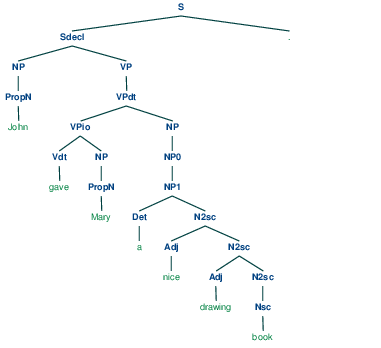 S
Sdecl .
NP VP
PropN VPdt
John VPio NP
Vdt NP NP0
gave PropN NP1
Mary Det N2sc
a Adj N2sc
nice Adj N2sc
drawing Nsc
book